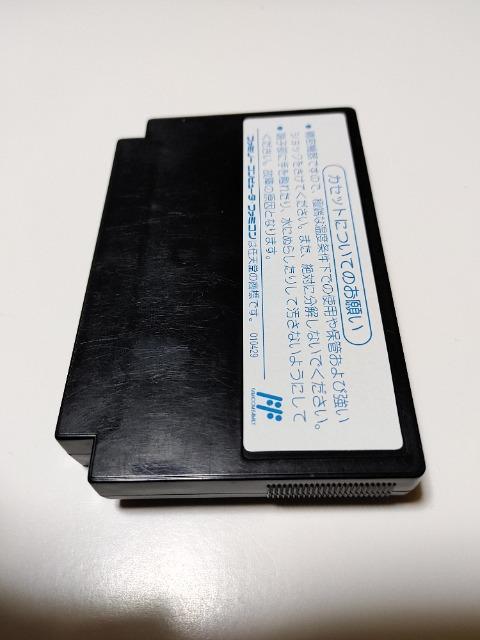 カセットについてのお願い
●精密機器ですので、極端な温度条件下での使用や保管および強い
ショックをさけてください。また、絶対に分解しないでください。
●端子部に手を触れたり、水にぬらしたりして汚さないようにして
ください。故障の原因となります。
ファミリーコンピュータ・ファミコンは任天堂の商標です。 010429
FAMICOM FAMILY